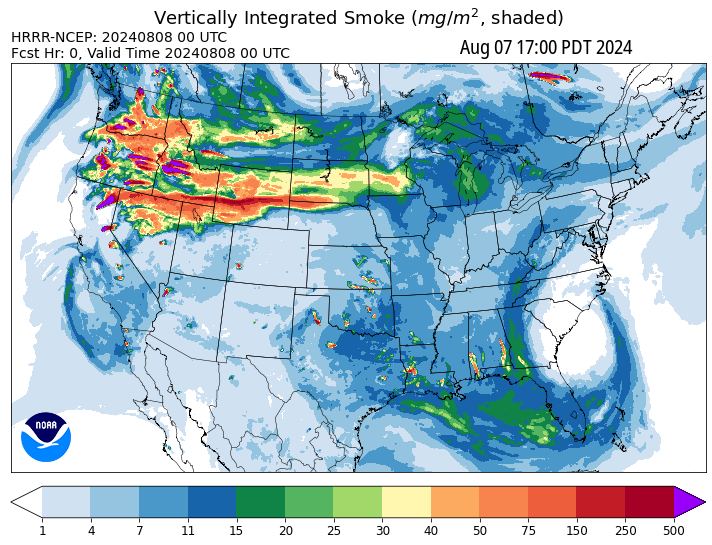 Vertically Integrated Smoke (mg/m², shaded)
HRRR-NCEP: 20240808 00 UTC
Fcst Hr: 0, Valid Time 20240808 00 UTC
Aug 07 17:00 PDT 2024
NOAA
1 4 7 11 15 20 25 30 40 50 75 150 250 500